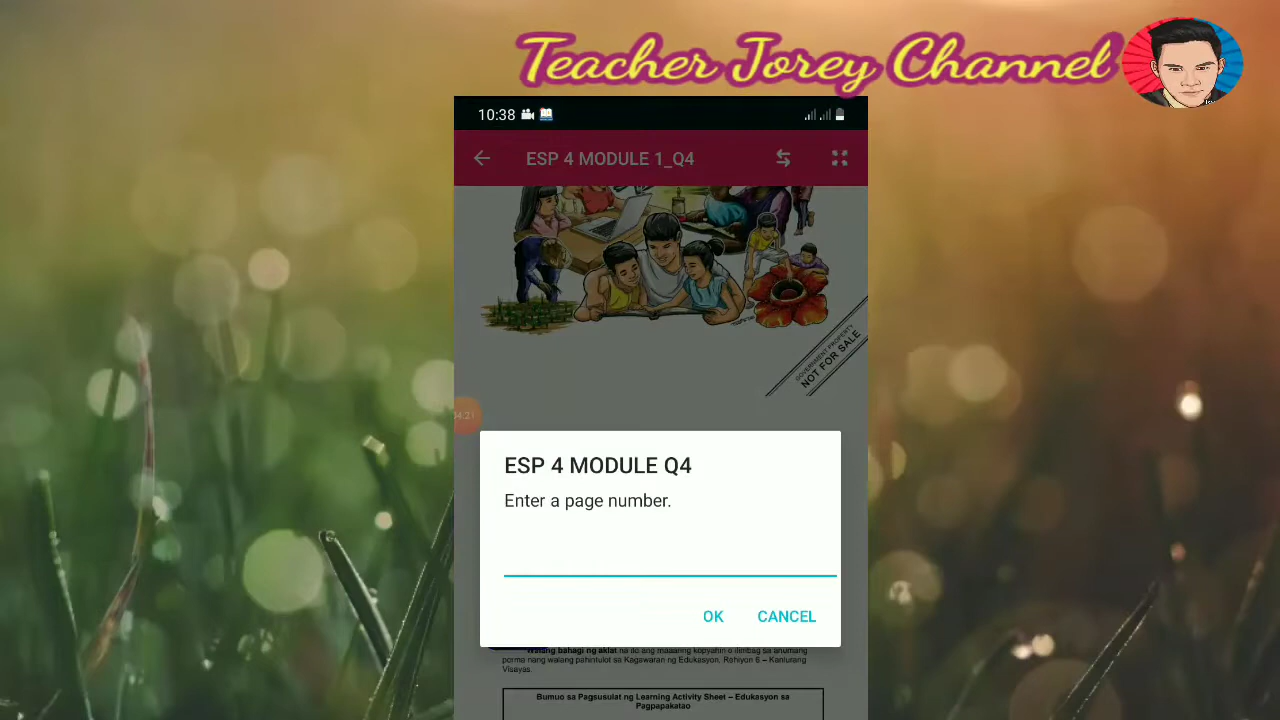 Teacher Jorey Channel
10:38
ESP 4 MODULE 1_Q4
GOVERNMENT PROPERTY
NOT FOR SALE
04:21
ESP 4 MODULE Q4
Enter a page number.
OK CANCEL
Walang bahagi ng aklat na ito ang maaaring kopyahin o ilimbag sa anumang
porma nang walang pahintulot sa Kagawaran ng Edukasyon, Rehiyon 6 – Kanlurang
Visayas.
Bumuo sa Pagsusulat ng Learning Activity Sheet – Edukasyon sa
Pagpapakatao